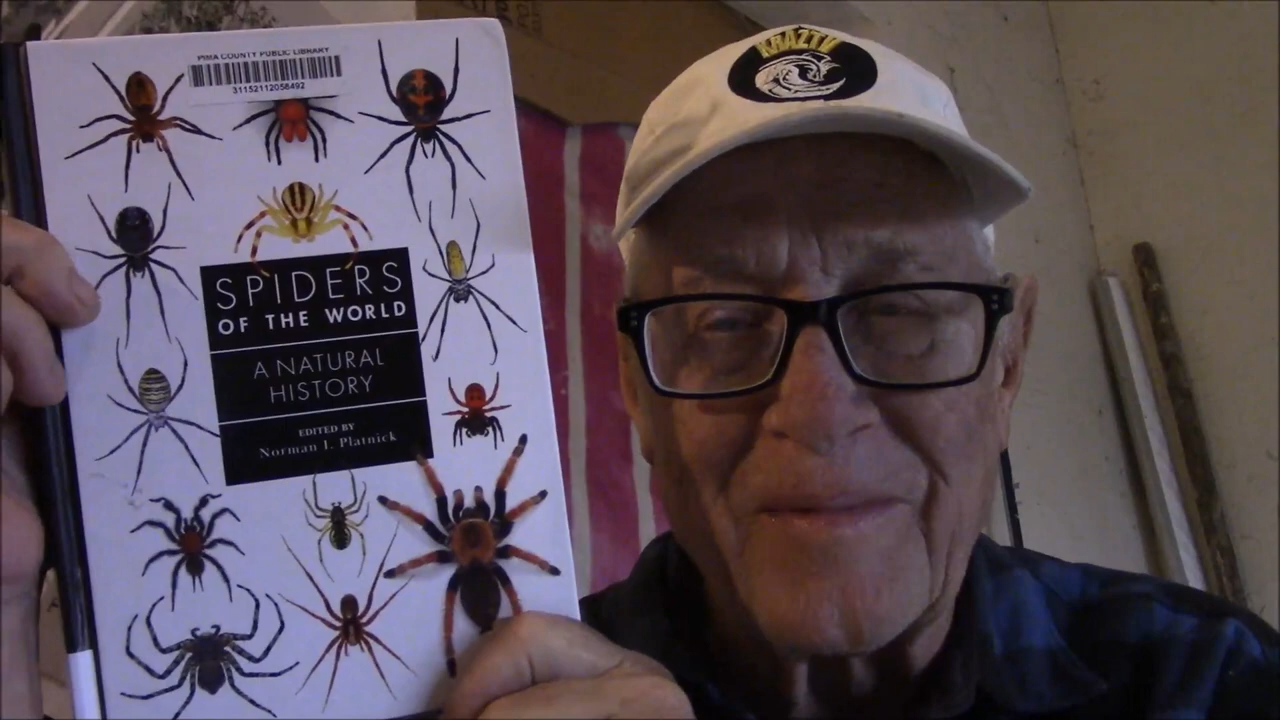 PIMA COUNTY PUBLIC LIBRARY
31152112058492
SPIDERS
OF THE WORLD
A NATURAL
HISTORY
EDITED BY
Norman I. Platnick
KRAZTV